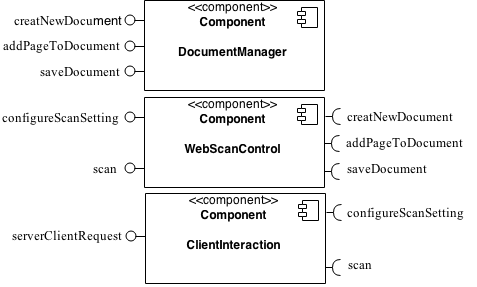 <<component>>
creatNewDocument
Component
addPageToDocument
DocumentManager
saveDocument
<<component>>
configureScanSetting
Component
creatNewDocument
addPageToDocument
WebScanControl
scan
saveDocument
<<component>>
Component
configureScanSetting
serverClientRequest
ClientInteraction
scan